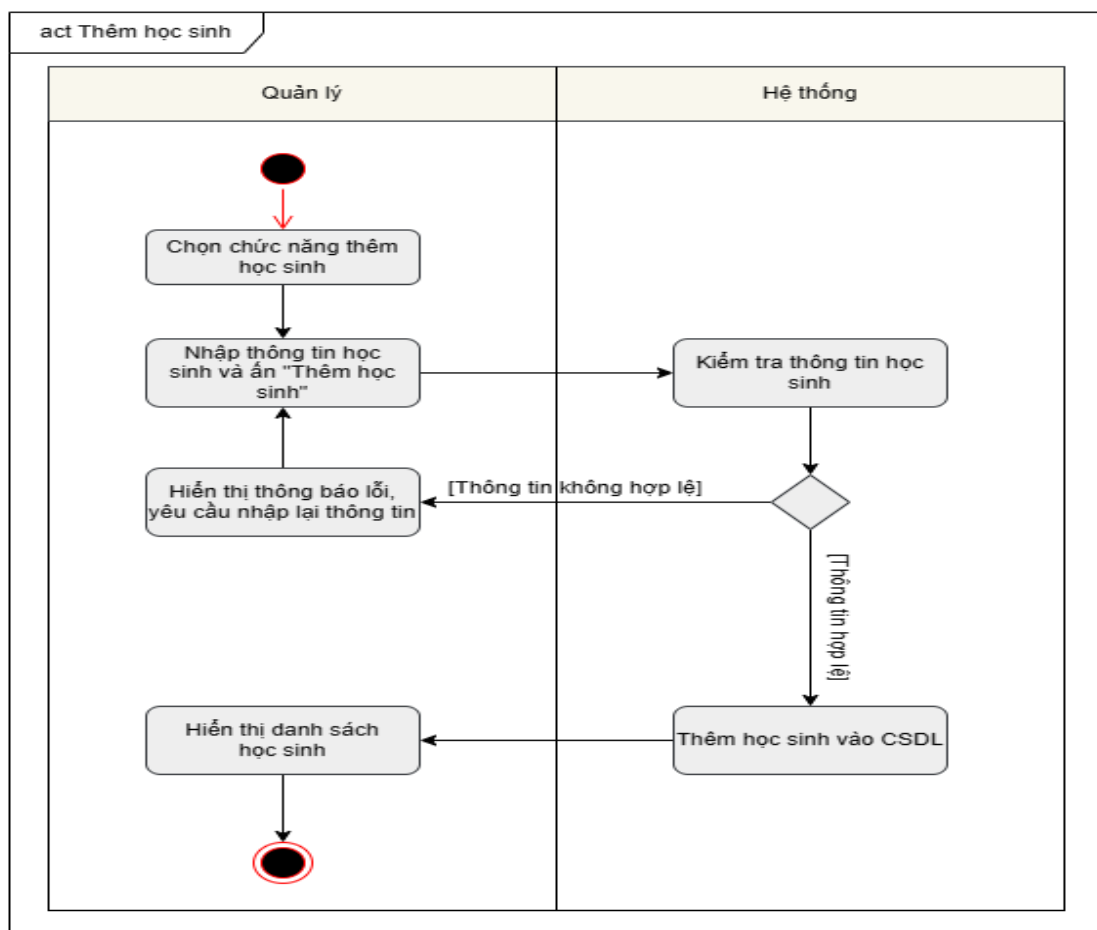 act Thêm học sinh
Quản lý
Hệ thống
Chọn chức năng thêm
học sinh
Nhập thông tin học
sinh và ấn "Thêm học
sinh"
Kiểm tra thông tin học
sinh
Hiển thị thông báo lỗi,
yêu cầu nhập lại thông tin
[Thông tin không hợp lệ]
[Thông tin hợp lệ]
Hiển thị danh sách
học sinh
Thêm học sinh vào CSDL